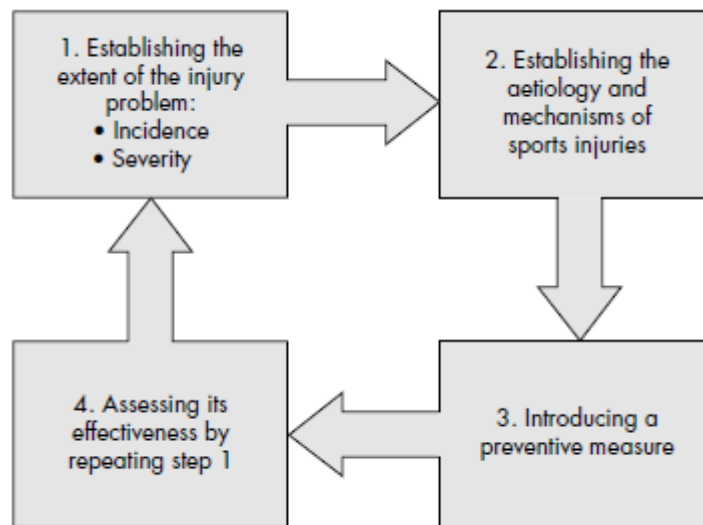 1. Establishing the
extent of the injury
problem:
• Incidence
• Severity
2. Establishing the
aetiology and
mechanisms of
sports injuries
3. Introducing a
preventive measure
4. Assessing its
effectiveness by
repeating step 1